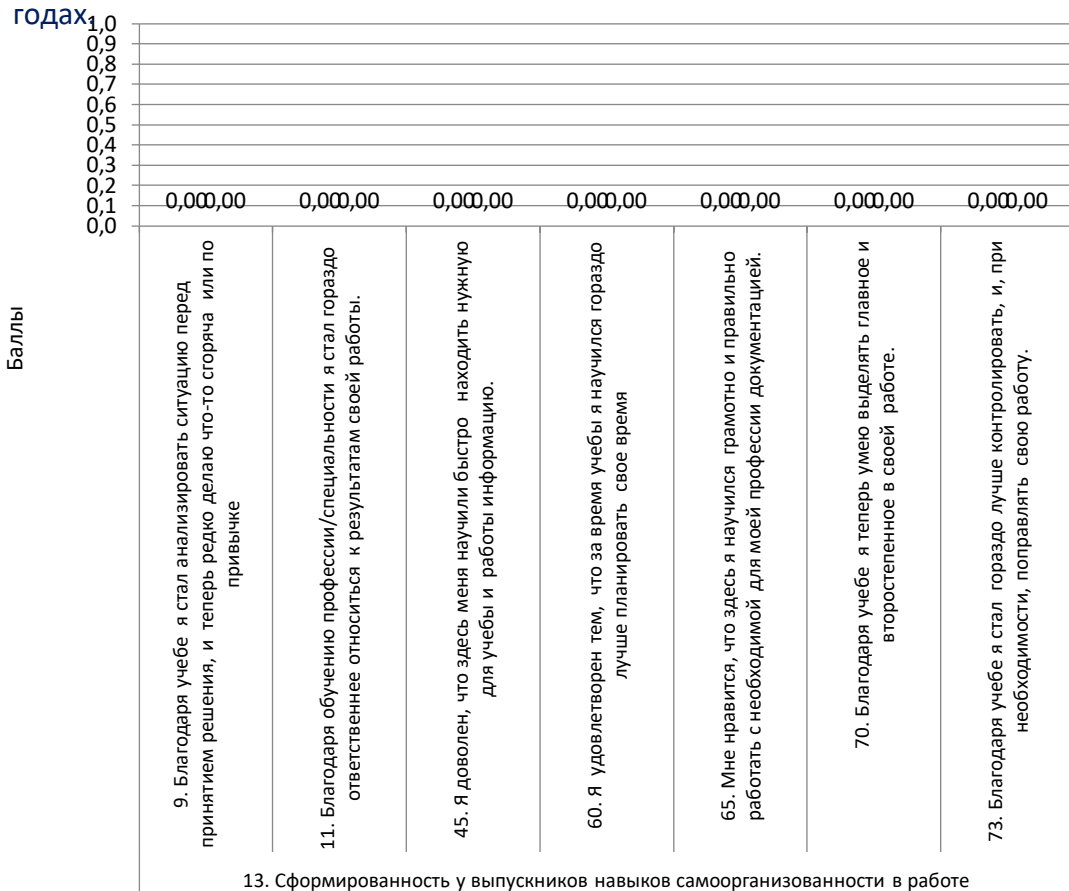 годах.
1,0
0,9
0,8
0,7
0,6
0,5
0,4
0,3
0,2
0,1
0,0
Баллы
0,000,00
0,000,00
0,000,00
0,000,00
0,000,00
0,000,00
0,000,00
9. Благодаря учебе я стал анализировать ситуацию перед
принятием решения, и теперь редко делаю что-то сгоряча или по
привычке
11. Благодаря обучению профессии/специальности я стал гораздо
ответственнее относиться к результатам своей работы.
45. Я доволен, что здесь меня научили быстро находить нужную
для учебы и работы информацию.
60. Я удовлетворен тем, что за время учебы я научился гораздо
лучше планировать свое время
65. Мне нравится, что здесь я научился грамотно и правильно
работать с необходимой для моей профессии документацией.
70. Благодаря учебе я теперь умею выделять главное и
второстепенное в своей работе.
73. Благодаря учебе я стал гораздо лучше контролировать, и, при
необходимости, поправлять свою работу.
13. Сформированность у выпускников навыков самоорганизованности в работе